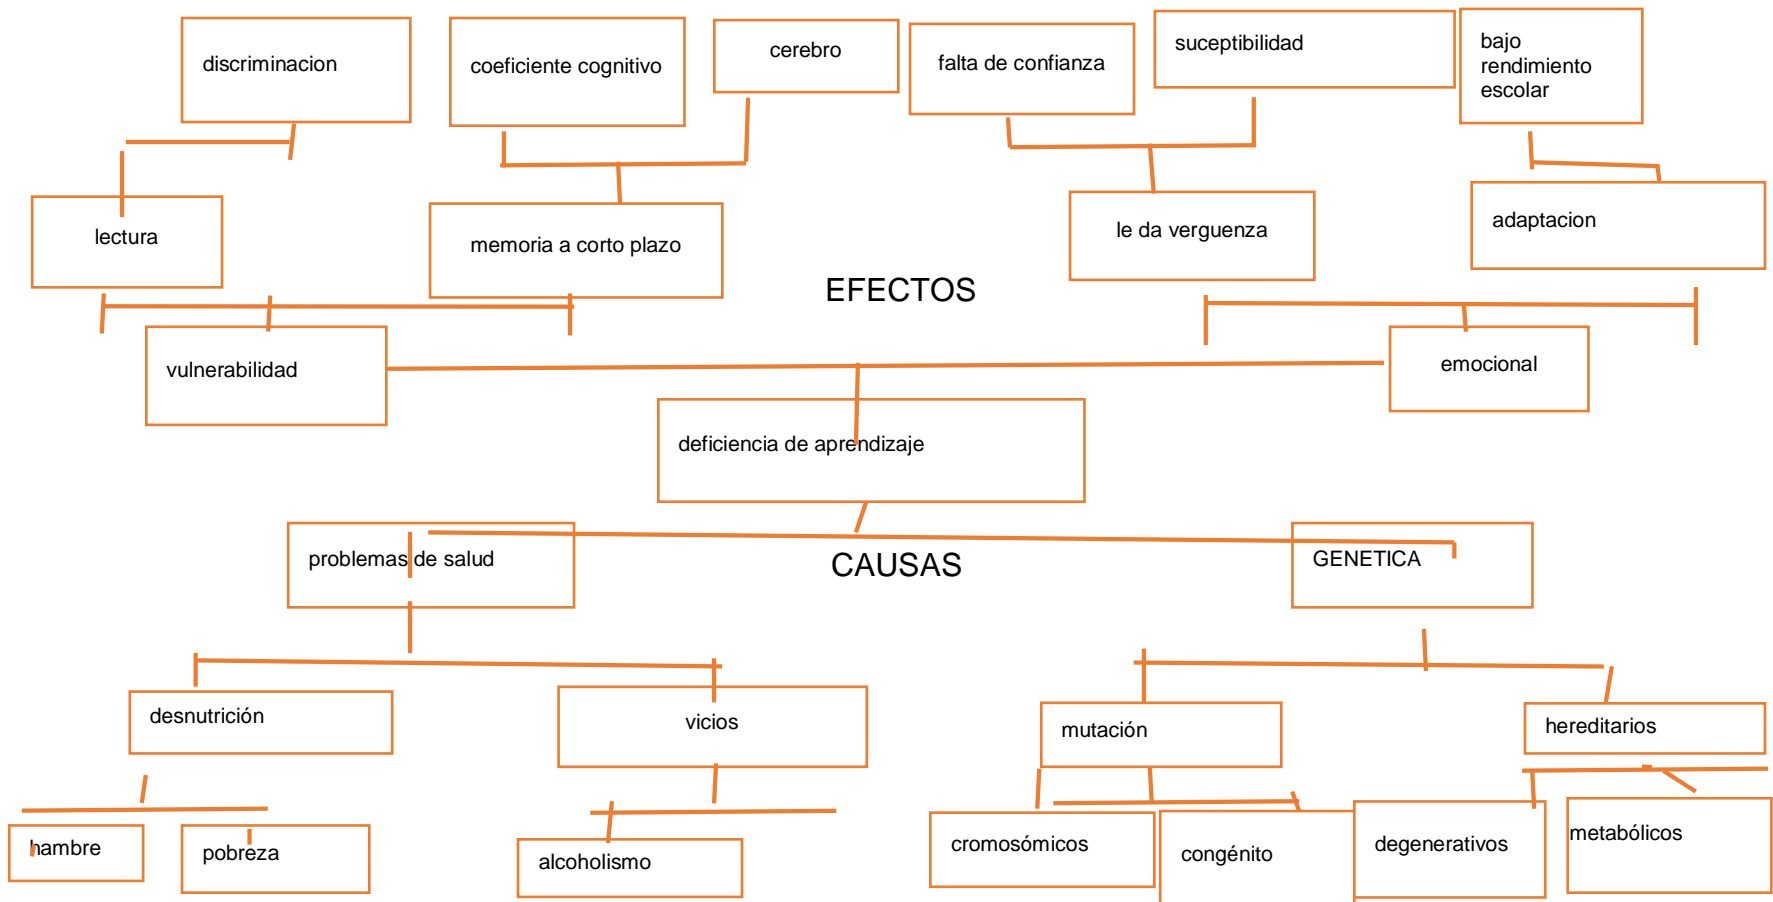 discriminacion
coeficiente cognitivo
cerebro
falta de confianza
suceptibilidad
bajo
rendimiento
escolar
lectura
memoria a corto plazo
le da verguenza
adaptacion
EFECTOS
vulnerabilidad
emocional
deficiencia de aprendizaje
problemas de salud
CAUSAS
GENETICA
desnutrición
vicios
mutación
hereditarios
hambre
pobreza
alcoholismo
cromosómicos
congénito
degenerativos
metabólicos